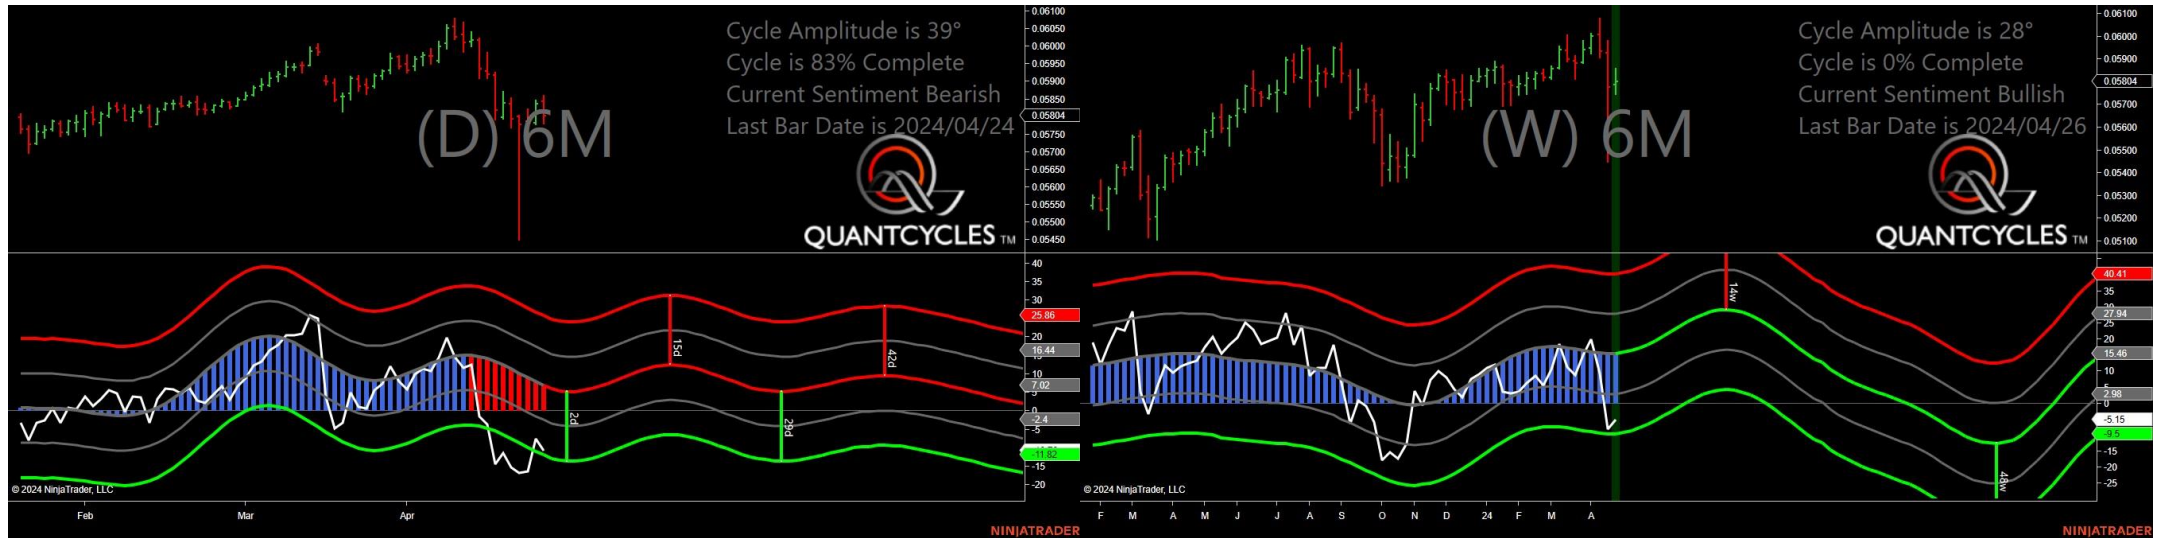 Cycle Amplitude is 39°
Cycle is 83% Complete
Current Sentiment Bearish
Last Bar Date is 2024/04/24
(D) 6M
QUANTCYCLES TM
0.06100
0.06050
0.06000
0.05950
0.05900
0.05850
0.05804
0.05750
0.05700
0.05650
0.05600
0.05550
0.05500
0.05450
40
35
30
25.86
20
16.44
10
7.02
5
0
-2.4
-5
-11.82
-15
-20
2d
15d
29d
42d
© 2024 NinjaTrader, LLC
Feb Mar Apr
NINJATRADER
Cycle Amplitude is 28°
Cycle is 0% Complete
Current Sentiment Bullish
Last Bar Date is 2024/04/26
(W) 6M
QUANTCYCLES TM
0.06100
0.06000
0.05900
0.05804
0.05700
0.05600
0.05500
0.05400
0.05300
0.05200
0.05100
40.41
35
30
27.94
25
20
15.46
10
5
2.98
0
-5.15
-9.5
-15
-20
-25
14w
48w
© 2024 NinjaTrader, LLC
F M A M J J A S O N D 24 F M A
NINJATRADER